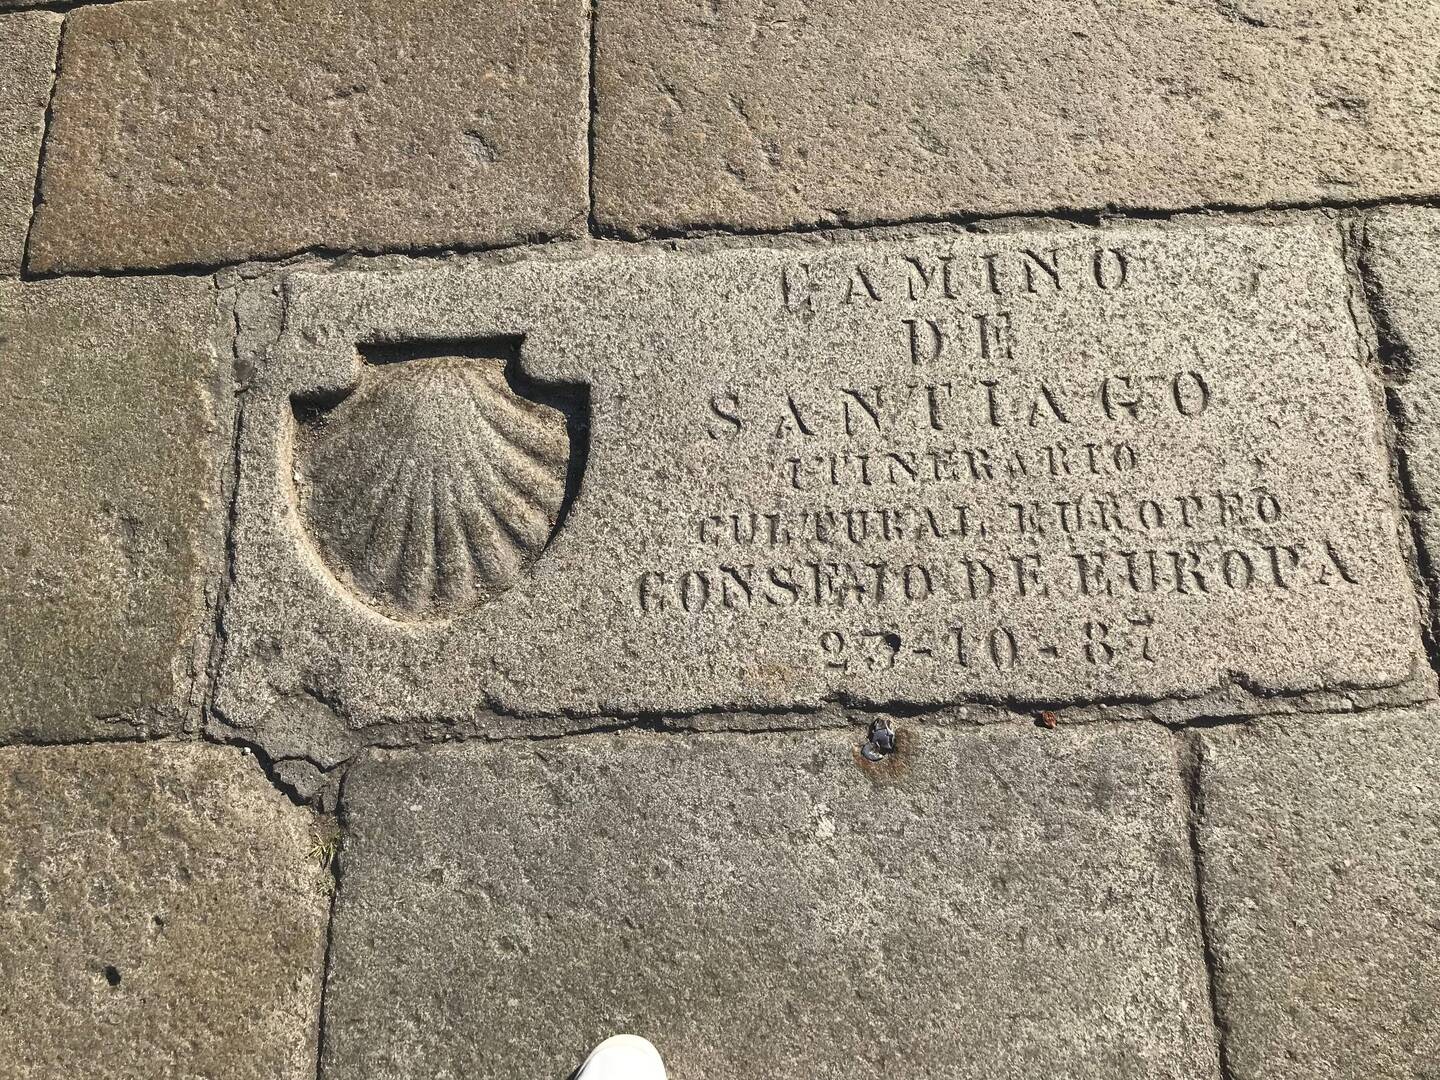 CAMINO
DE
SANTIAGO
ITINERARIO
CULTURAL EUROPEO
CONSEJO DE EUROPA
23-10-87